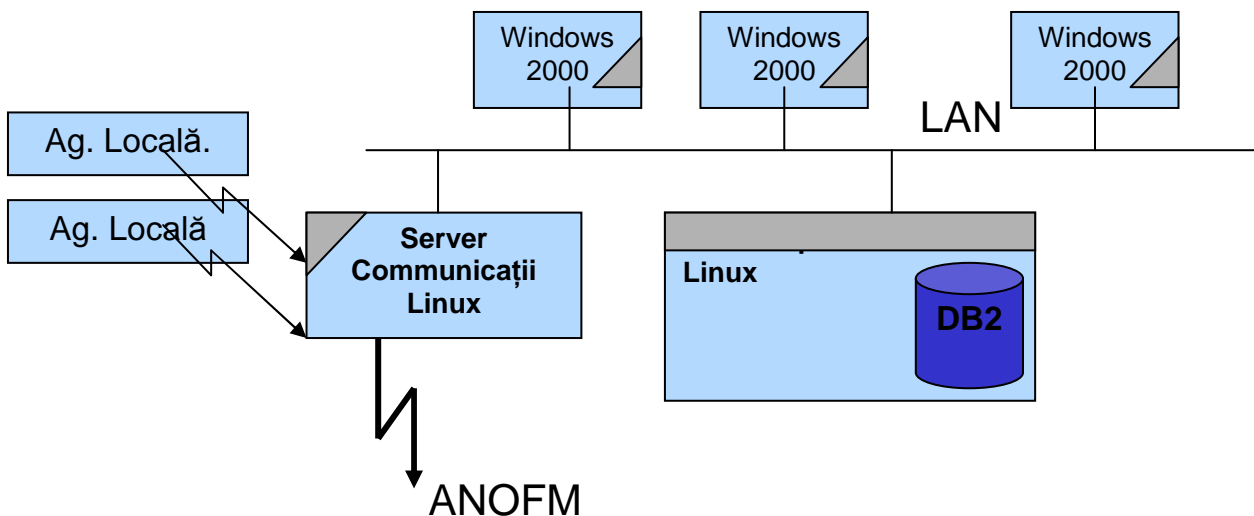 Windows
2000
Windows
2000
Windows
2000
LAN
Ag. Locală.
Ag. Locală
Server
Communicații
Linux
Linux
DB2
ANOFM